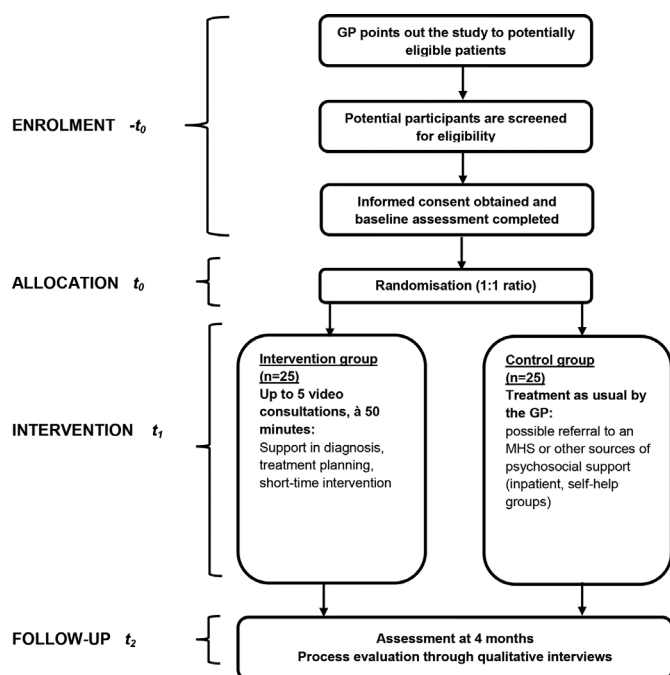 GP points out the study to potentially
eligible patients
ENROLMENT -t0
Potential participants are screened
for eligibility
Informed consent obtained and
baseline assessment completed
ALLOCATION t0
Randomisation (1:1 ratio)
INTERVENTION t1
Intervention group
(n=25)
Up to 5 video
consultations, à 50
minutes:
Support in diagnosis,
treatment planning,
short-time intervention
Control group
(n=25)
Treatment as usual by
the GP:
possible referral to an
MHS or other sources of
psychosocial support
(inpatient, self-help
groups)
FOLLOW-UP t2
Assessment at 4 months
Process evaluation through qualitative interviews